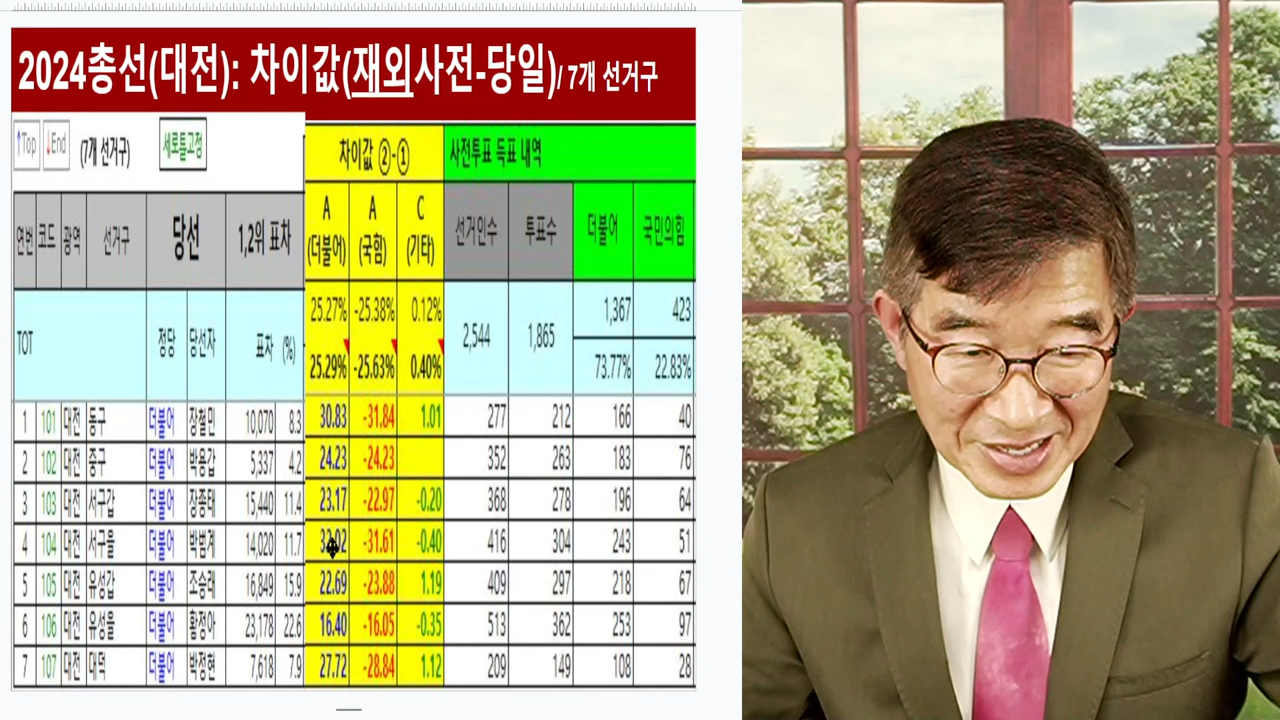 2024총선(대전): 차이값(재외사전-당일)/ 7개 선거구
↑Top ↓End (7개 선거구) 세로틀고정
차이값 ②-① 사전투표 득표 내역
연번 코드 광역 선거구 당선 1,2위 표차 A (더불어) A (국힘) C (기타) 선거인수 투표수 더불어 국민의힘
TOT 정당 당선자 표차 (%) 25.27% -25.38% 0.12% 2,544 1,865 1,367 423
25.29% -25.63% 0.40% 73.77% 22.83%
1 101 대전 동구 더불어 장철민 10,070 8.3 30.83 -31.84 1.01 277 212 166 40
2 102 대전 중구 더불어 박용갑 5,337 4.2 24.23 -24.23 352 263 183 76
3 103 대전 서구갑 더불어 장종태 15,440 11.4 23.17 -22.97 -0.20 368 278 196 64
4 104 대전 서구을 더불어 박범계 14,020 11.7 -31.61 -0.40 416 304 243 51
5 105 대전 유성갑 더불어 조승래 16,849 15.9 22.69 -23.88 1.19 409 297 218 67
6 106 대전 유성을 더불어 황정아 23,178 22.6 16.40 -16.05 -0.35 513 362 253 97
7 107 대전 대덕 더불어 박정현 7,618 7.9 27.72 -28.84 1.12 209 149 108 28